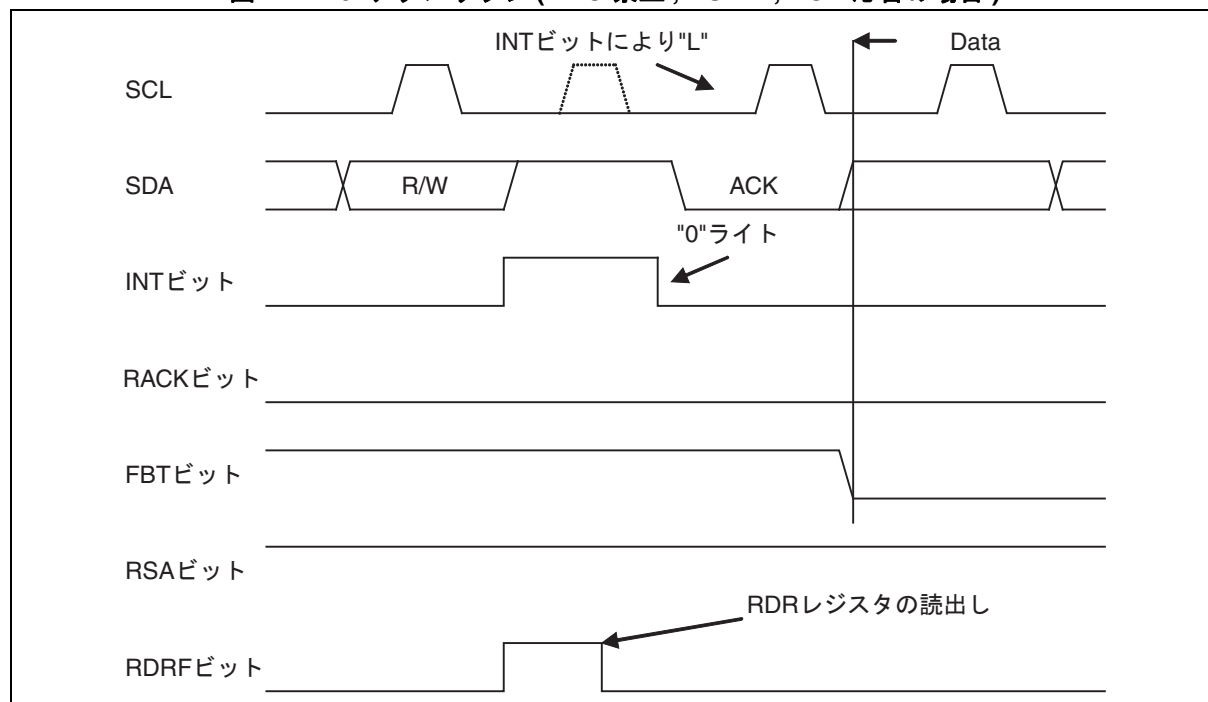 INTビットにより"L"
Data
SCL
SDA
R/W
ACK
"0"ライト
INTビット
RACKビット
FBTビット
RSAビット
RDRレジスタの読出し
RDRFビット